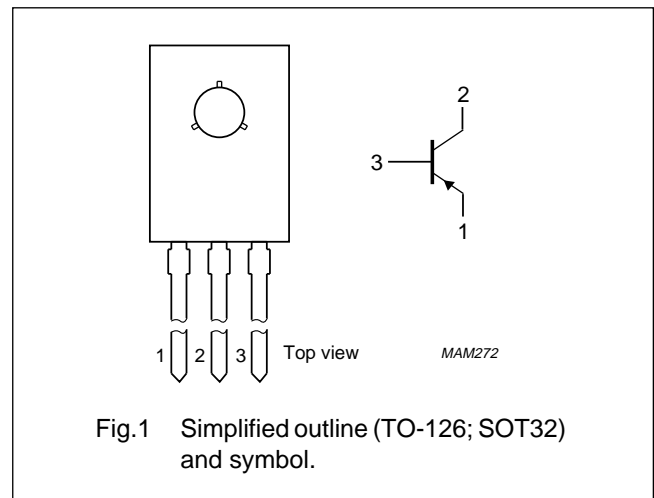 2
3
1
1 2 3 Top view MAM272
Fig.1 Simplified outline (TO-126; SOT32)
and symbol.